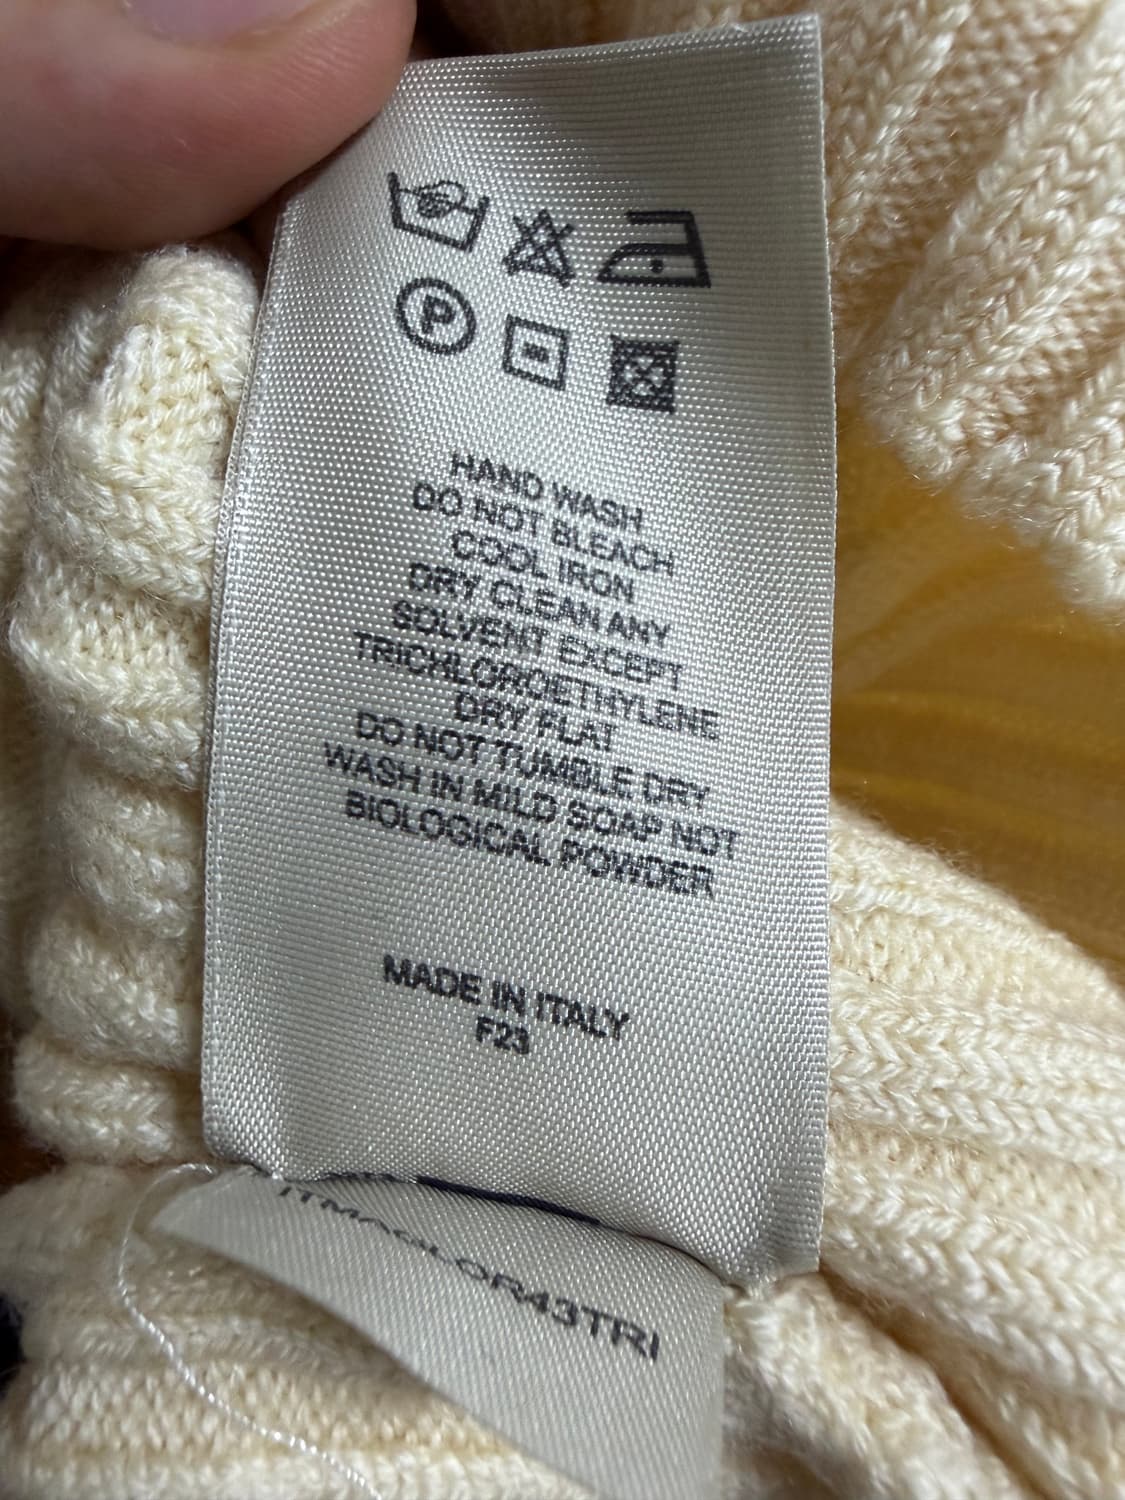 P
HAND WASH
DO NOT BLEACH
COOL IRON
DRY CLEAN ANY
SOLVENT EXCEPT
TRICHLOROETHYLENE
DRY FLAT
DO NOT TUMBLE DRY
WASH IN MILD SOAP NOT
BIOLOGICAL POWDER
MADE IN ITALY
F23